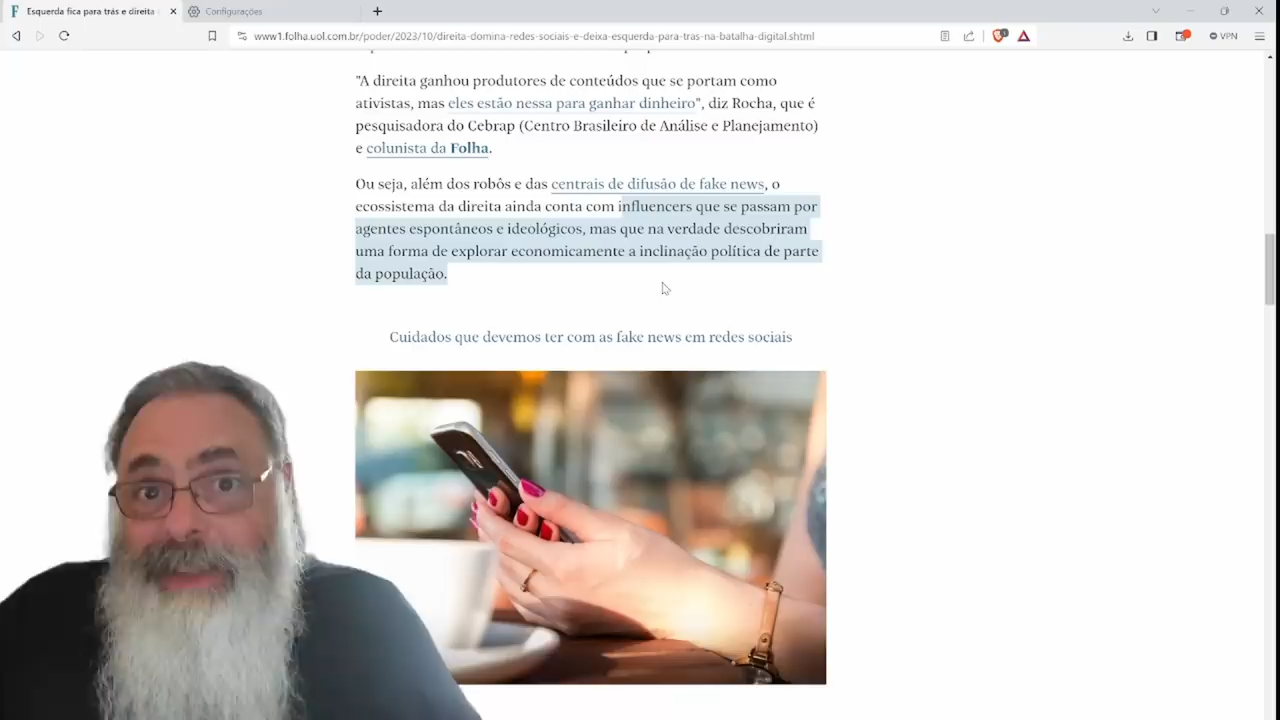 Esquerda fica para trás e direita
Configurações
www1.folha.uol.com.br/poder/2023/10/direita-domina-redes-sociais-e-deixa-esquerda-para-tras-na-batalha-digital.shtml
VPN
"A direita ganhou produtores de conteúdos que se portam como
ativistas, mas eles estão nessa para ganhar dinheiro", diz Rocha, que é
pesquisadora do Cebrap (Centro Brasileiro de Análise e Planejamento)
e colunista da Folha.
Ou seja, além dos robôs e das centrais de difusão de fake news, o
ecossistema da direita ainda conta com influencers que se passam por
agentes espontâneos e ideológicos, mas que na verdade descobriram
uma forma de explorar economicamente a inclinação política de parte
da população.
Cuidados que devemos ter com as fake news em redes sociais